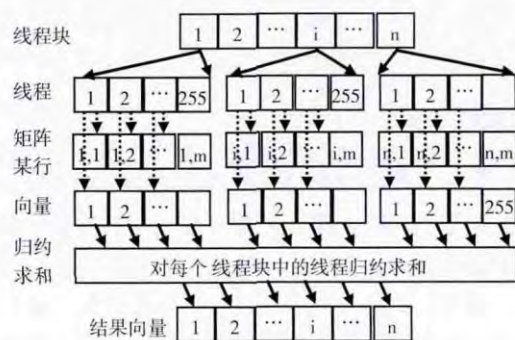 线程块 1 2 … i … n
线程 1 2 … 255 1 2 … 255 1 2 …
矩阵
某行 1,1 1,2 … 1,m i,1 i,2 … i,m n,1 n,2 … n,m
向量 1 2 … 1 2 … 1 2 … 255
归约
求和 对每个 线程块中的线程归约求和
结果向量 1 2 … i … n